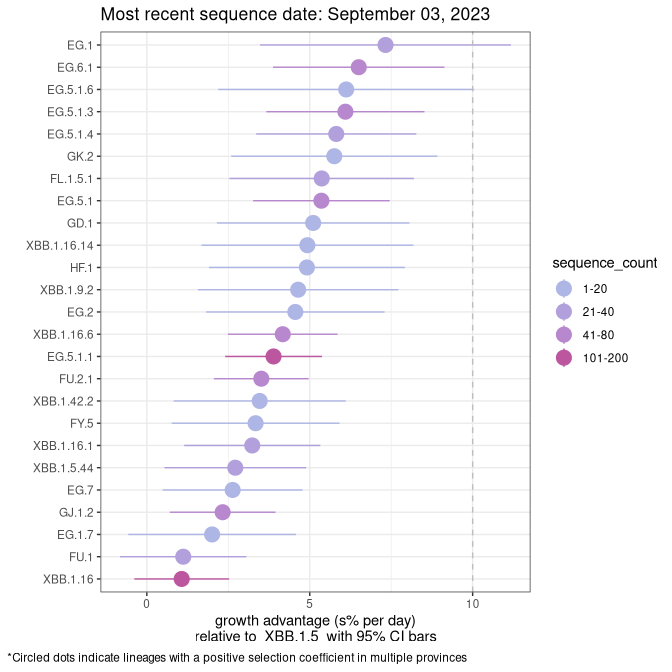 Most recent sequence date: September 03, 2023
EG.1
EG.6.1
EG.5.1.6
EG.5.1.3
EG.5.1.4
GK.2
FL.1.5.1
EG.5.1
GD.1
XBB.1.16.14
HF.1
XBB.1.9.2
EG.2
XBB.1.16.6
EG.5.1.1
FU.2.1
XBB.1.42.2
FY.5
XBB.1.16.1
XBB.1.5.44
EG.7
GJ.1.2
EG.1.7
FU.1
XBB.1.16
0 5 10
growth advantage (s% per day)
relative to XBB.1.5 with 95% CI bars
sequence_count
1-20
21-40
41-80
101-200
*Circled dots indicate lineages with a positive selection coefficient in multiple provinces